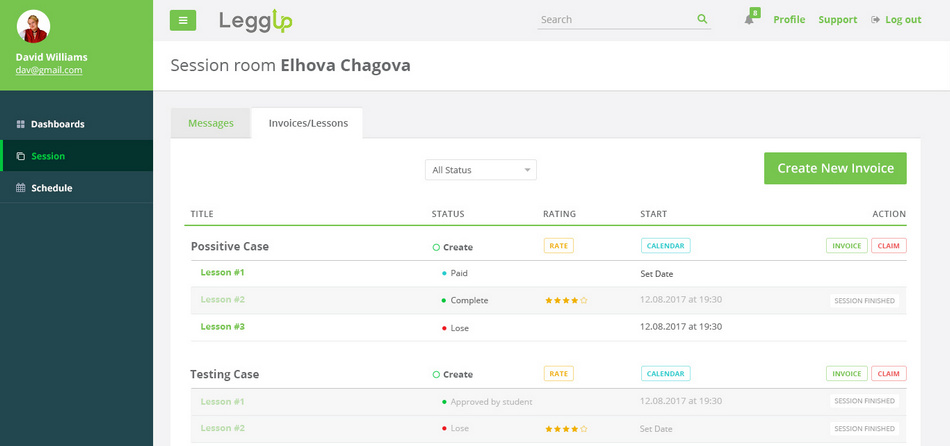 LeggUp
Search
8
Profile
Support
Log out
David Williams
dav@gmail.com
Session room Elhova Chagova
Dashboards
Session
Schedule
Messages
Invoices/Lessons
All Status
Create New Invoice
TITLE STATUS RATING START ACTION
Possitive Case Create RATE CALENDAR INVOICE CLAIM
Lesson #1 Paid Set Date
Lesson #2 Complete 12.08.2017 at 19:30 SESSION FINISHED
Lesson #3 Lose 12.08.2017 at 19:30
Testing Case Create RATE CALENDAR INVOICE CLAIM
Lesson #1 Approved by student 12.08.2017 at 19:30 SESSION FINISHED
Lesson #2 Lose Set Date SESSION FINISHED